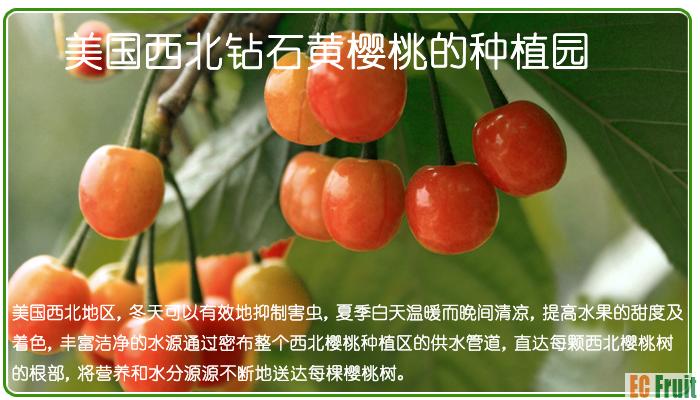 美国西北钻石黄樱桃的种植园
美国西北地区, 冬天可以有效地抑制害虫, 夏季白天温暖而晚间清凉, 提高水果的甜度及
着色, 丰富洁净的水源通过密布整个西北樱桃种植区的供水管道, 直达每颗西北樱桃树
的根部, 将营养和水分源源不断地送达每棵樱桃树。
EC Fruit